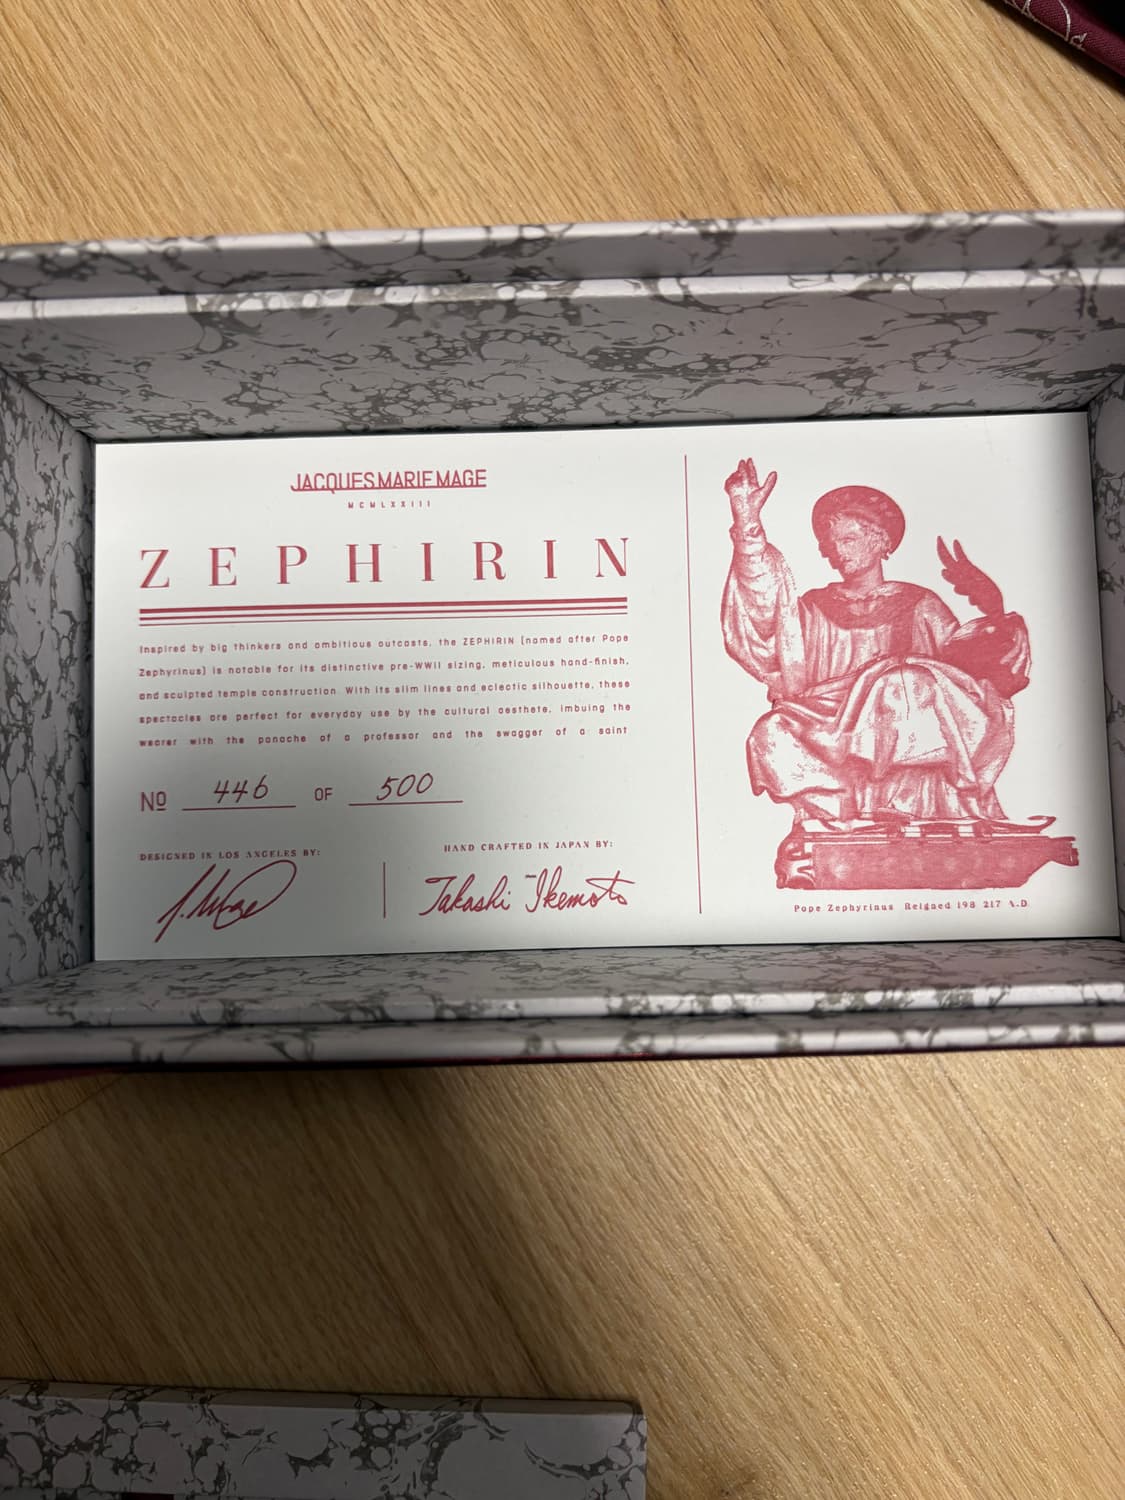 JACQUES MARIE MAGE
MCMLXXIII
ZEPHIRIN
Inspired by big thinkers and ambitious outcasts, the ZEPHIRIN (named after Pope
Zephyrinus) is notable for its distinctive pre-WWII sizing, meticulous hand-finish,
and sculpted temple construction. With its slim lines and eclectic silhouette, these
spectacles are perfect for everyday use by the cultural aesthete, imbuing the
wearer with the panache of a professor and the swagger of a saint
Nº 446 OF 500
DESIGNED IN LOS ANGELES BY:
J. Mage
HAND CRAFTED IN JAPAN BY:
Takashi Ikemoto
Pope Zephyrinus Reigned 198 217 A.D.